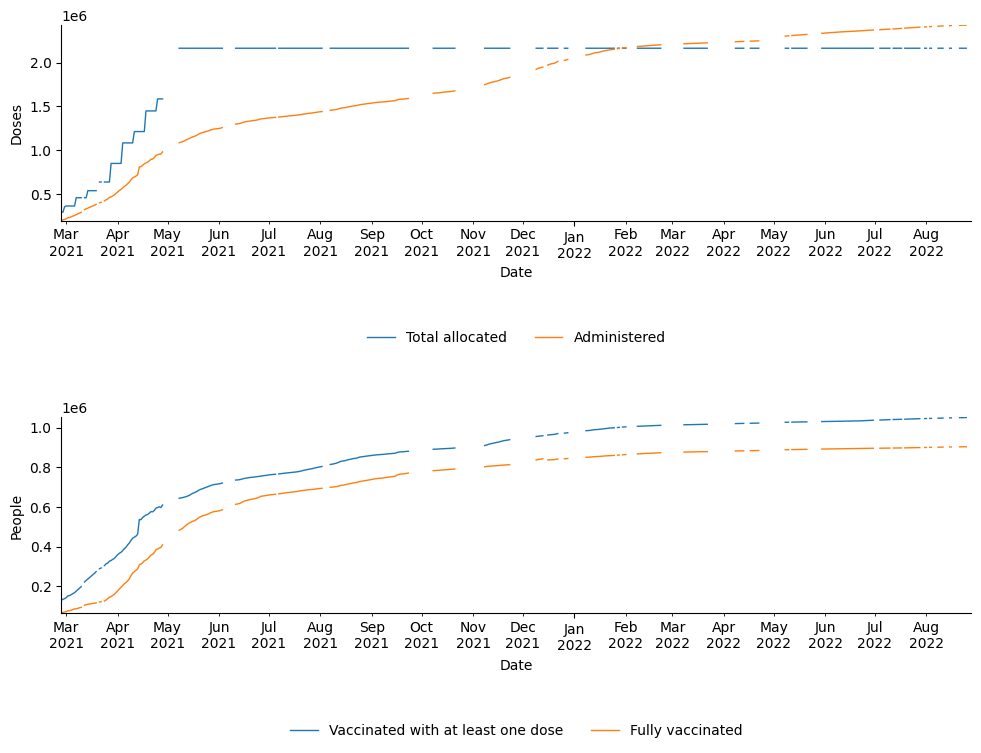 1e6
2.0
1.5
1.0
0.5
Doses
Mar Apr May Jun Jul Aug Sep Oct Nov Dec Jan Feb Mar Apr May Jun Jul Aug
2021 2021 2021 2021 2021 2021 2021 2021 2021 2021 2022 2022 2022 2022 2022 2022 2022 2022
Date
Total allocated Administered
1e6
1.0
0.8
0.6
0.4
0.2
People
Mar Apr May Jun Jul Aug Sep Oct Nov Dec Jan Feb Mar Apr May Jun Jul Aug
2021 2021 2021 2021 2021 2021 2021 2021 2021 2021 2022 2022 2022 2022 2022 2022 2022 2022
Date
Vaccinated with at least one dose Fully vaccinated